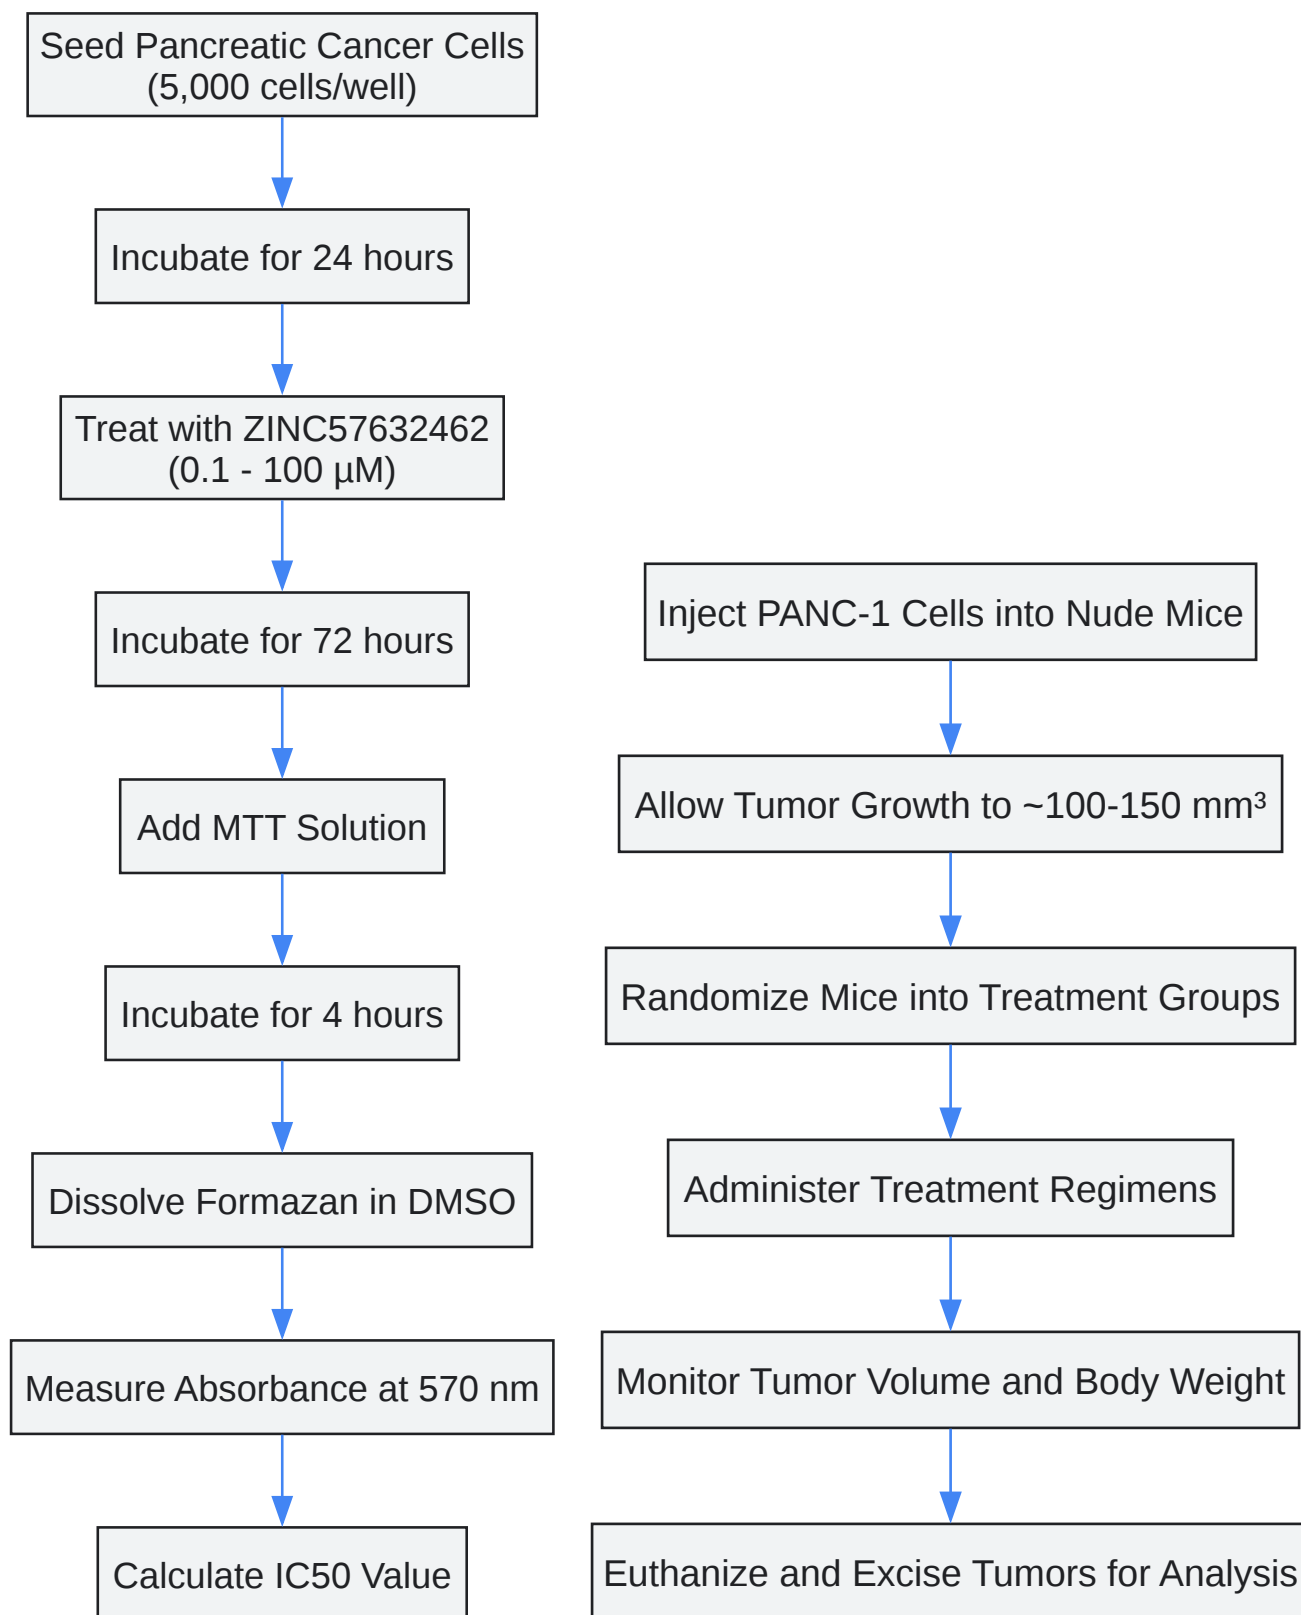 Seed Pancreatic Cancer Cells
(5,000 cells/well)
Incubate for 24 hours
Treat with ZINC57632462
(0.1 - 100 µM)
Incubate for 72 hours
Add MTT Solution
Incubate for 4 hours
Dissolve Formazan in DMSO
Measure Absorbance at 570 nm
Calculate IC50 Value
Inject PANC-1 Cells into Nude Mice
Allow Tumor Growth to ~100-150 mm³
Randomize Mice into Treatment Groups
Administer Treatment Regimens
Monitor Tumor Volume and Body Weight
Euthanize and Excise Tumors for Analysis